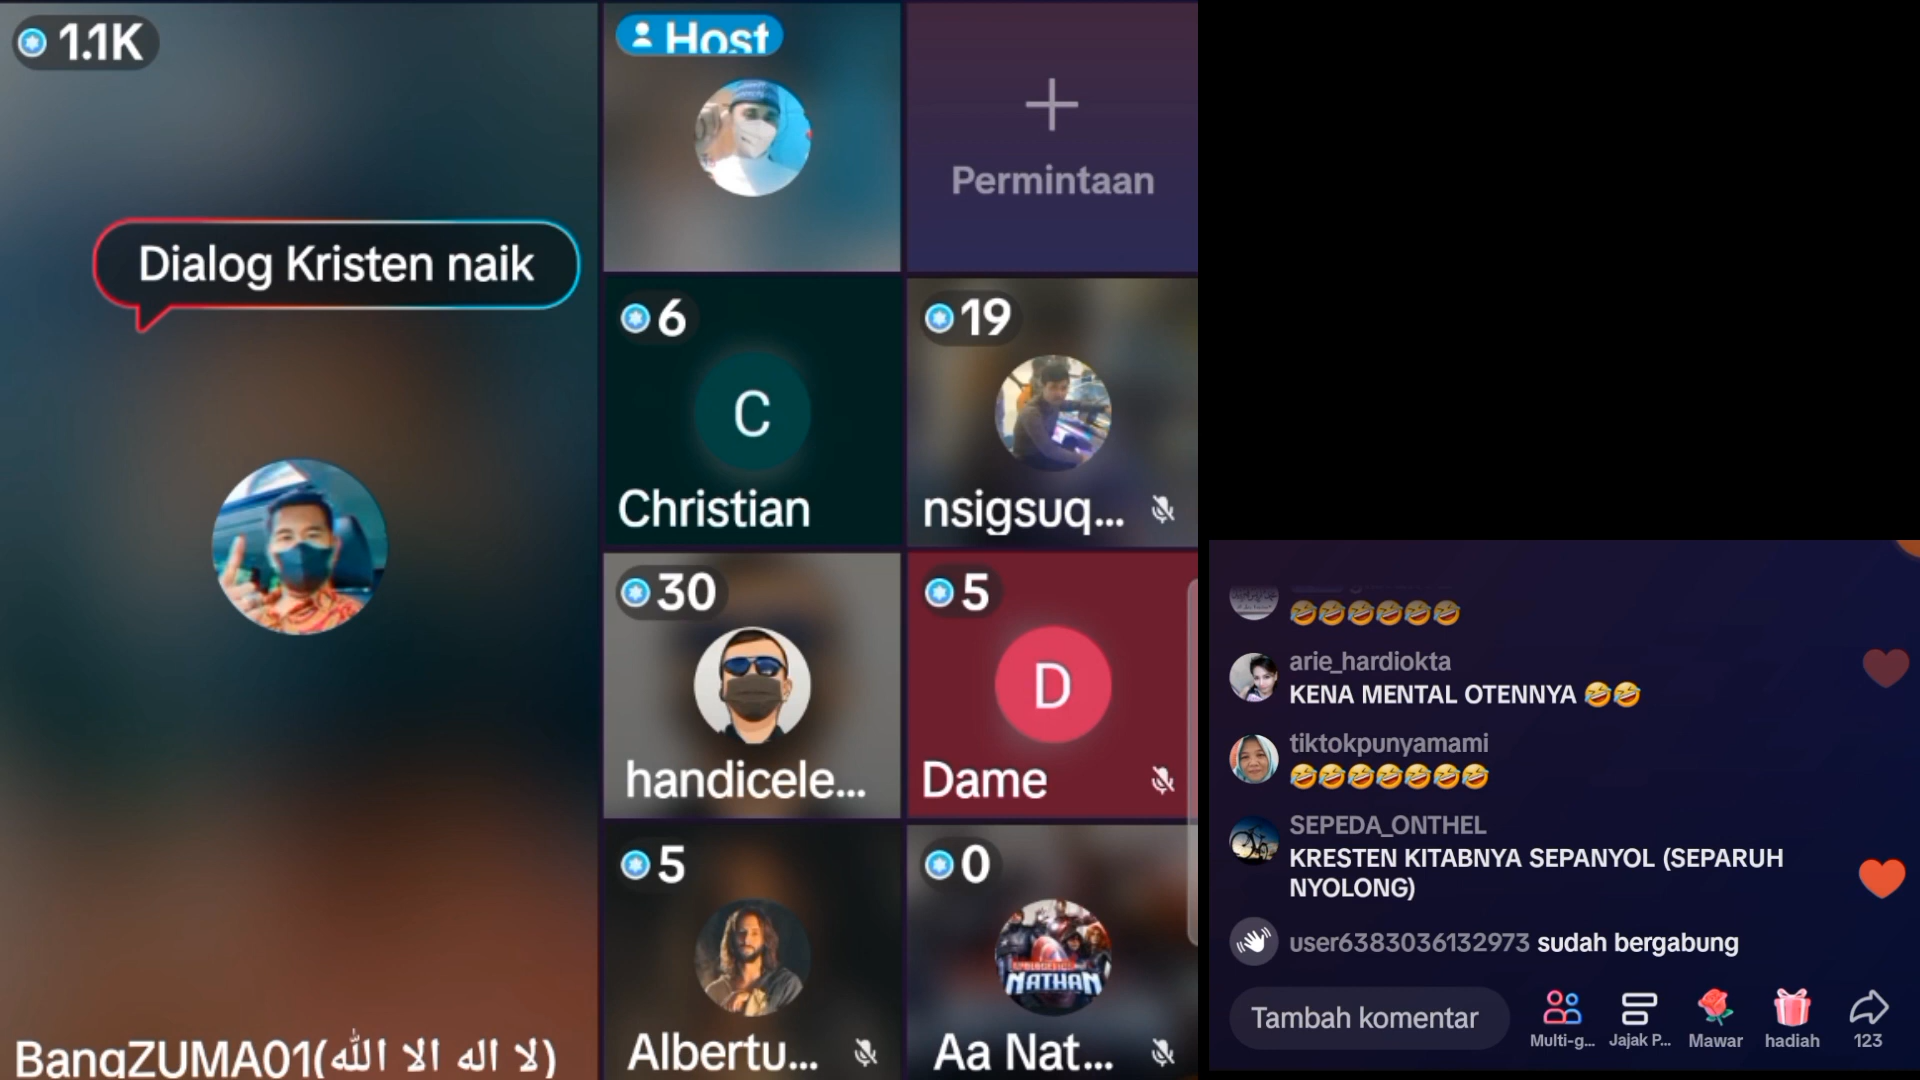 1.1K
Dialog Kristen naik
BangZUMA01(لا اله الا الله)
Host
Permintaan
6
Christian
19
nsigsuq...
30
handicele...
5
D
Dame
C
5
Albertu...
0
NATHAN
Aa Nat...
🤣🤣🤣🤣🤣🤣
arie_hardiokta
KENA MENTAL OTENNYA 🤣🤣
tiktokpunyamami
🤣🤣🤣🤣🤣🤣🤣
SEPEDA_ONTHEL
KRESTEN KITABNYA SEPANYOL (SEPARUH
NYOLONG)
user6383036132973 sudah bergabung
Tambah komentar
Multi-g...
Jajak P...
Mawar
hadiah
123